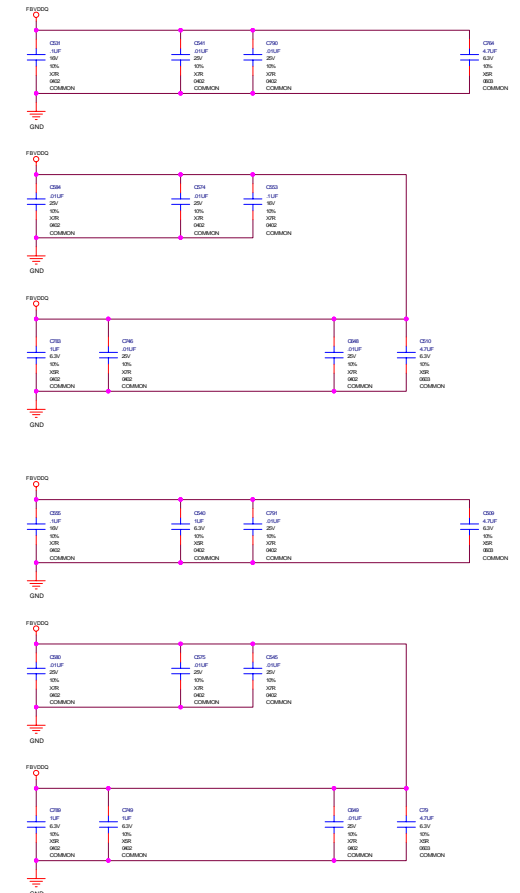 FBVDDQ
C531
.1UF
16V
10%
X7R
0402
COMMON
C541
.01UF
25V
10%
X7R
0402
COMMON
C790
.01UF
25V
10%
X7R
0402
COMMON
C764
4.7UF
6.3V
10%
X5R
0603
COMMON
GND
FBVDDQ
C584
.01UF
25V
10%
X7R
0402
COMMON
C574
.01UF
25V
10%
X7R
0402
COMMON
C553
.1UF
16V
10%
X7R
0402
COMMON
GND
FBVDDQ
C783
1UF
6.3V
10%
X5R
0402
COMMON
C746
.01UF
25V
10%
X7R
0402
COMMON
C648
.01UF
25V
10%
X7R
0402
COMMON
C510
4.7UF
6.3V
10%
X5R
0603
COMMON
GND
FBVDDQ
C555
.1UF
16V
10%
X7R
0402
COMMON
C540
1UF
6.3V
10%
X5R
0402
COMMON
C791
.01UF
25V
10%
X7R
0402
COMMON
C509
4.7UF
6.3V
10%
X5R
0603
COMMON
GND
FBVDDQ
C580
.01UF
25V
10%
X7R
0402
COMMON
C575
.01UF
25V
10%
X7R
0402
COMMON
C545
.01UF
25V
10%
X7R
0402
COMMON
GND
FBVDDQ
C789
1UF
6.3V
10%
X5R
0402
COMMON
C749
1UF
6.3V
10%
X5R
0402
COMMON
C649
.01UF
25V
10%
X7R
0402
COMMON
C79
4.7UF
6.3V
10%
X5R
0603
COMMON
GND